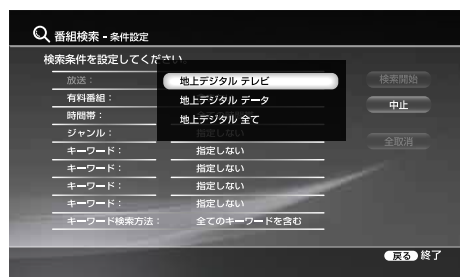 番組検索 - 条件設定
検索条件を設定してください。
放送：
地上デジタル テレビ
検索開始
有料番組：
地上デジタル データ
中止
時間帯：
地上デジタル 全て
ジャンル：
指定しない
全取消
キーワード：
指定しない
キーワード：
指定しない
キーワード：
指定しない
キーワード：
指定しない
キーワード検索方法：
全てのキーワードを含む
戻る 終了